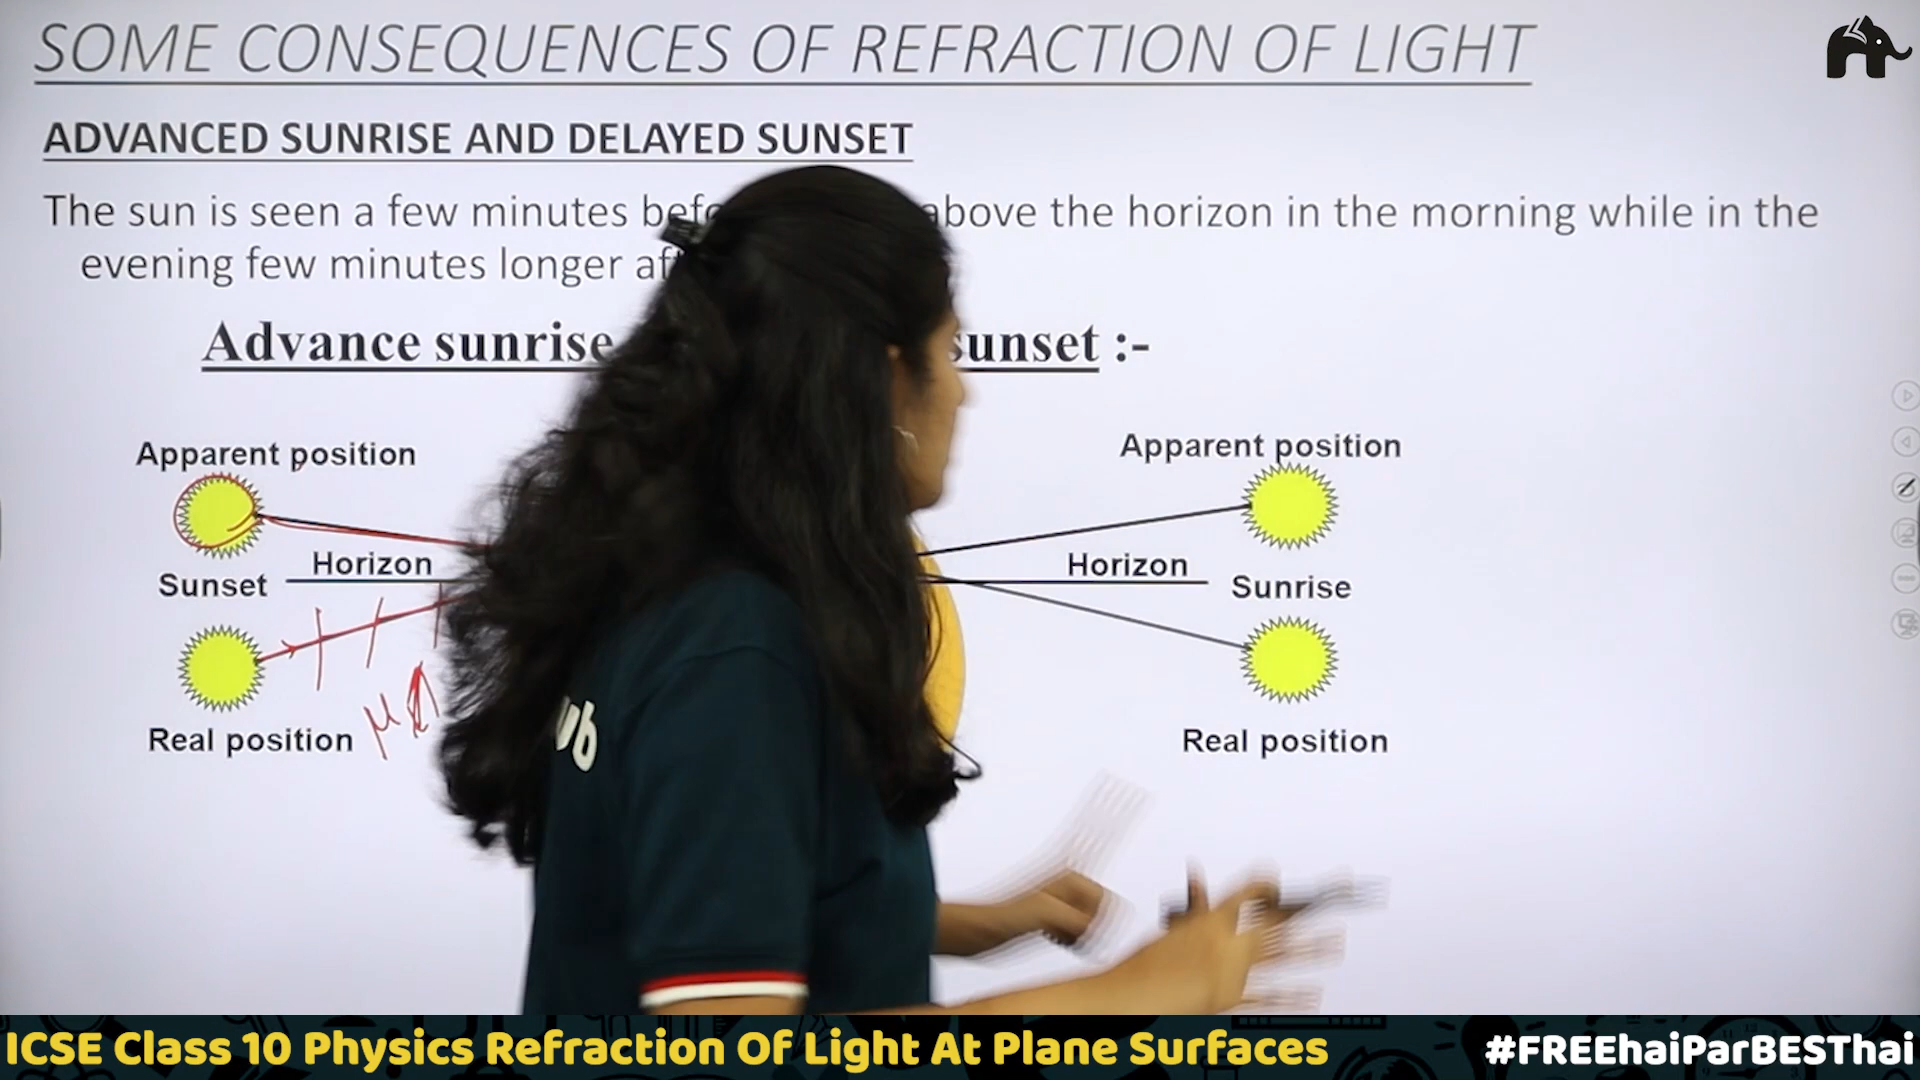 SOME CONSEQUENCES OF REFRACTION OF LIGHT
ADVANCED SUNRISE AND DELAYED SUNSET
The sun is seen a few minutes above the horizon in the morning while in the
evening few minutes longer
Advance sunrise sunset :-
Apparent position
Apparent position
Horizon
Horizon
Sunset
Sunrise
μ
Real position
Real position
ub
ICSE Class 10 Physics Refraction Of Light At Plane Surfaces
#FREEhaiParBESThai